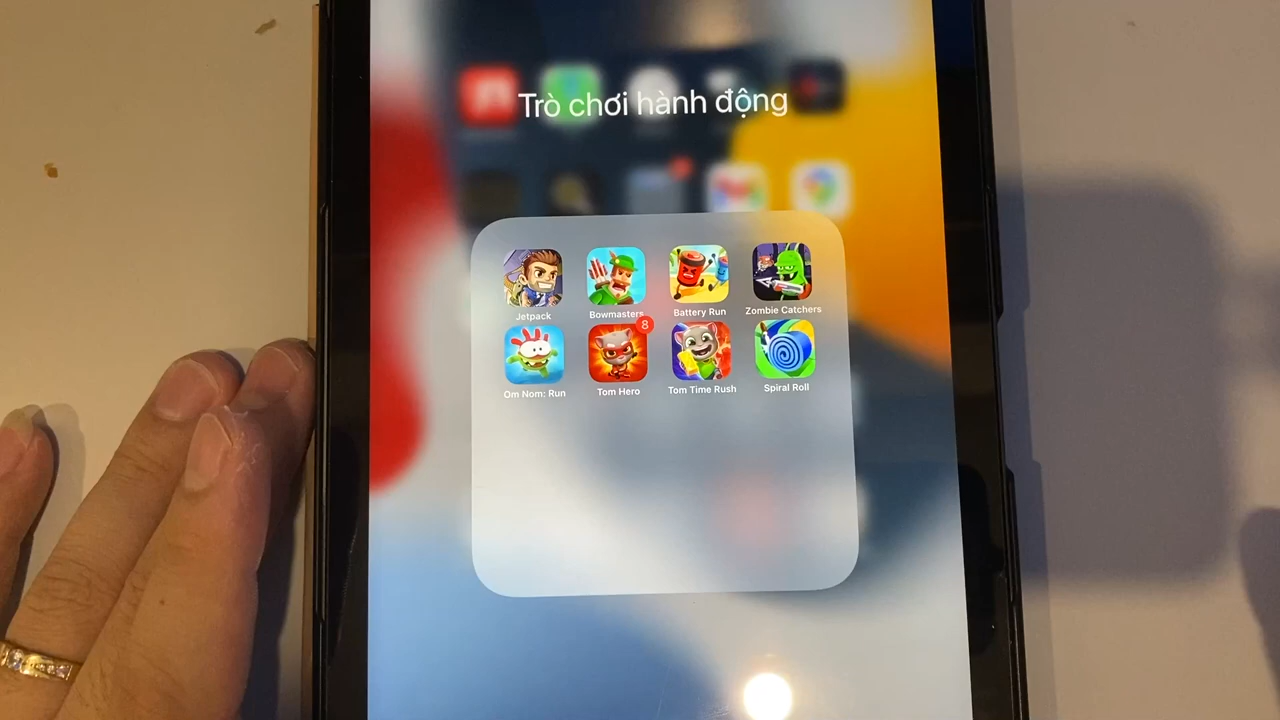 Trò chơi hành động
Jetpack
Bowmasters
Battery Run
Zombie Catchers
8
Om Nom: Run
Tom Hero
Tom Time Rush
Spiral Roll